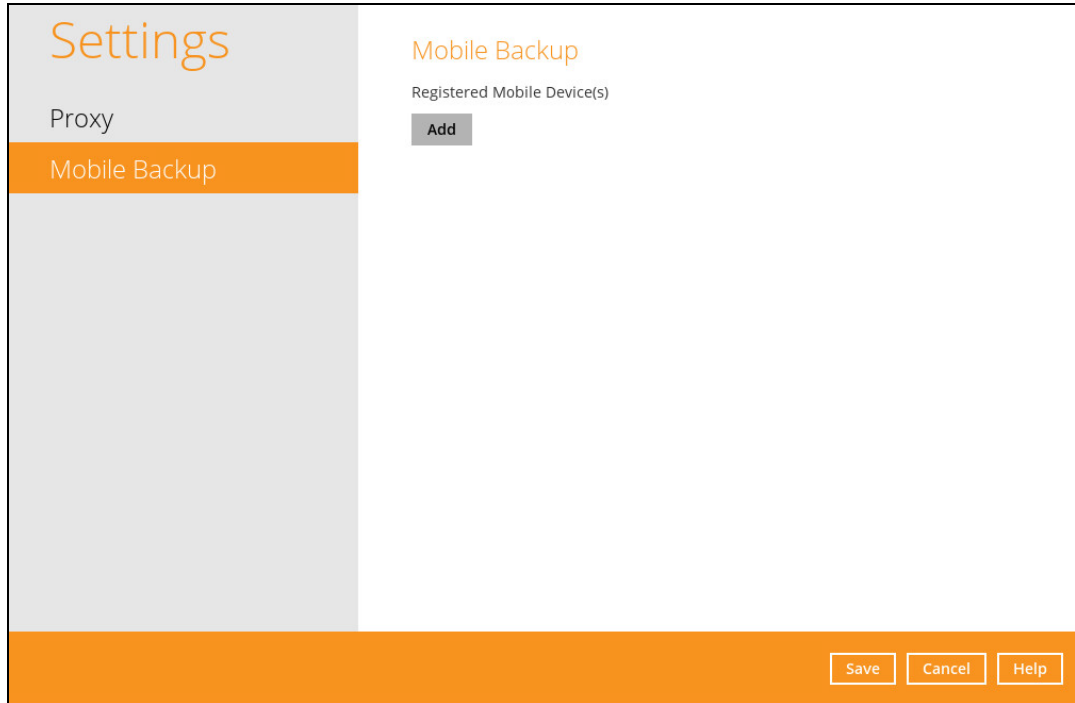 Settings
Proxy
Mobile Backup
Mobile Backup
Registered Mobile Device(s)
Add
Save Cancel Help